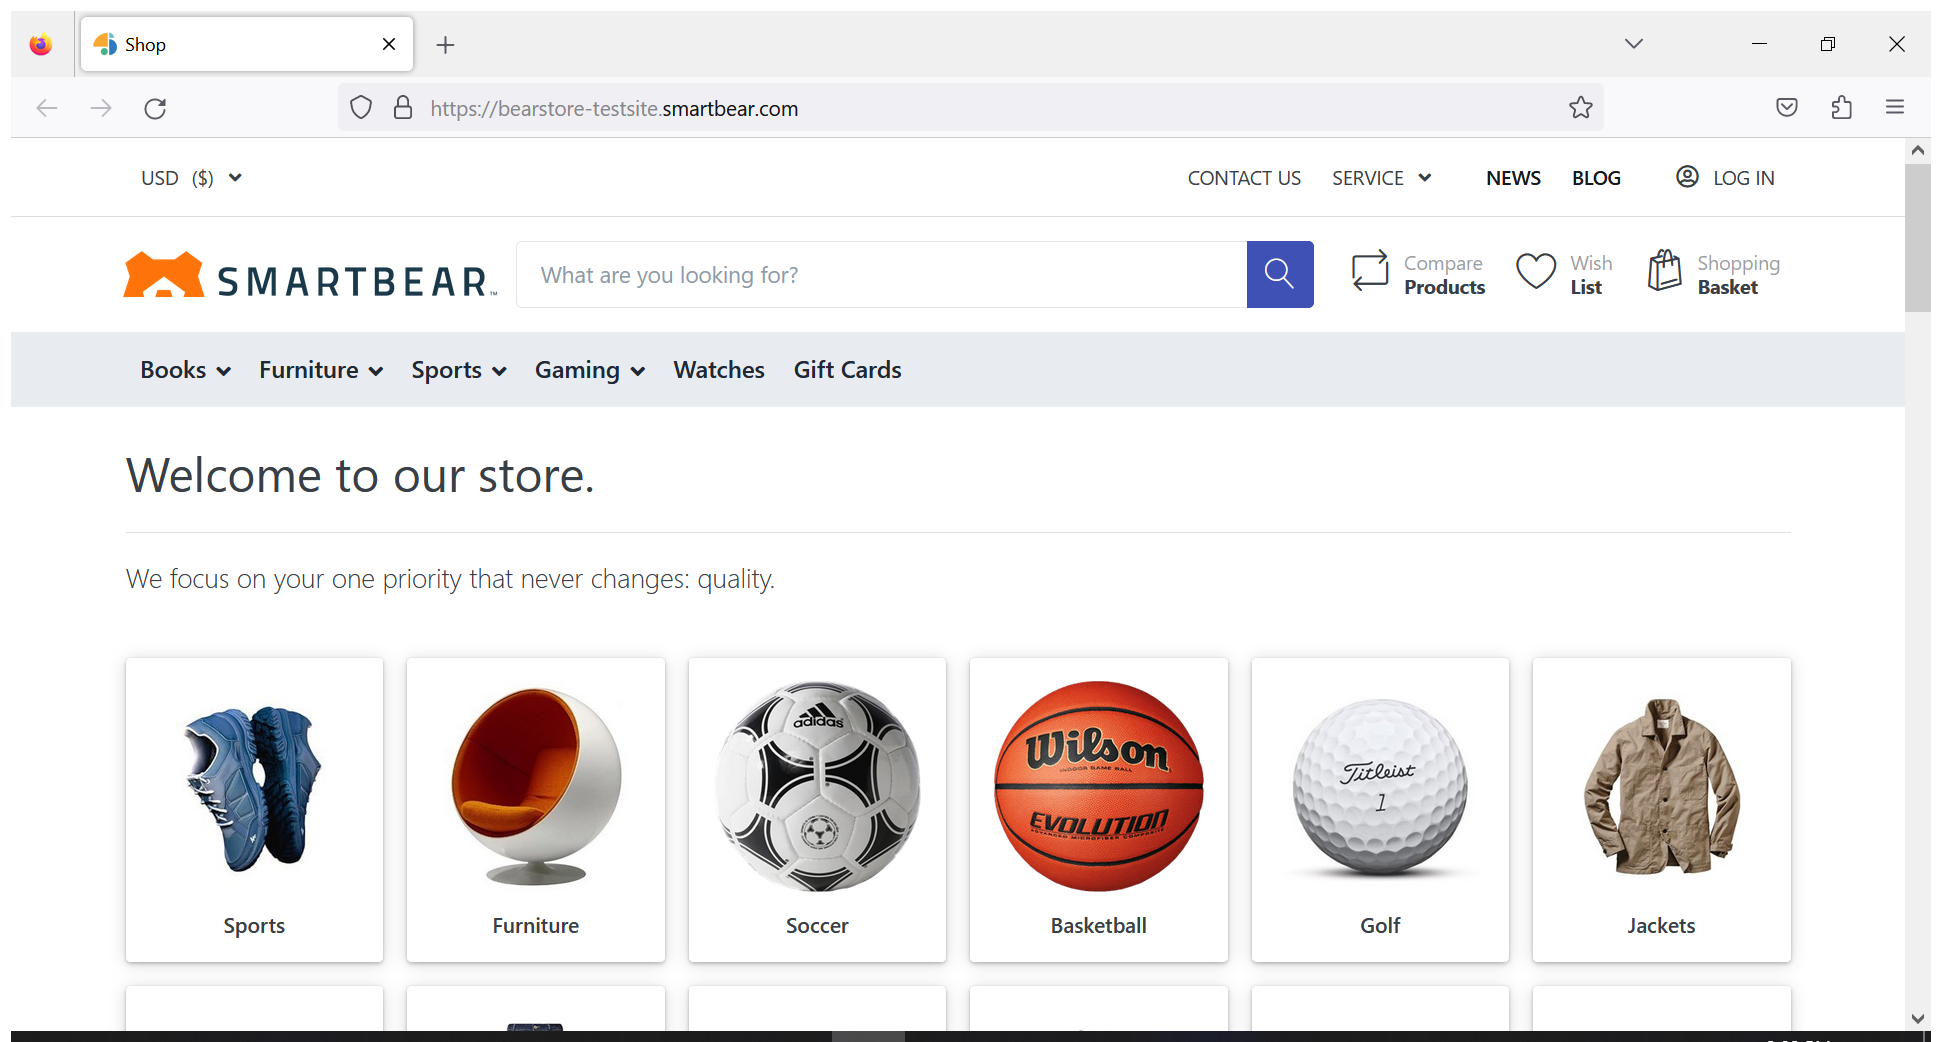 Shop
https://bearstore-testsite.smartbear.com
USD ($) CONTACT US SERVICE NEWS BLOG LOG IN
SMARTBEAR™ What are you looking for? Compare Products Wish List Shopping Basket
Books Furniture Sports Gaming Watches Gift Cards
Welcome to our store.
We focus on your one priority that never changes: quality.
adidas
Wilson
INDOOR GAME BALL
EVOLUTION
ADVANCED MICROFIBER COMPOSITE
Titleist
1
Sports Furniture Soccer Basketball Golf Jackets